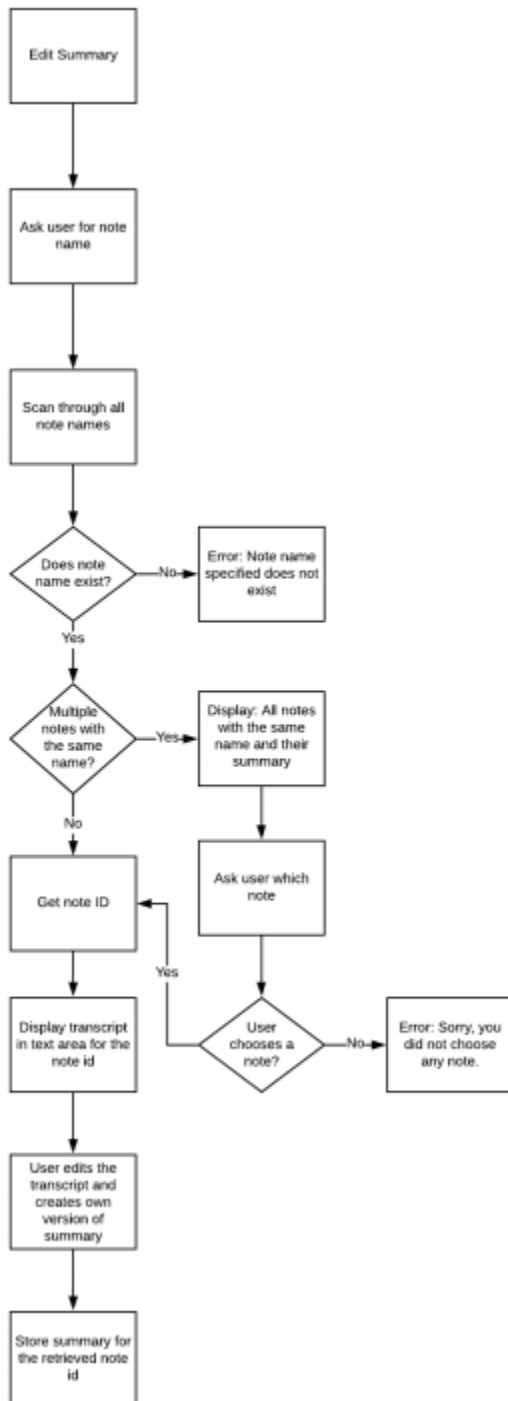 Edit Summary
Ask user for note
name
Scan through all
note names
Does note
name exist?
No
Error: Note name
specified does not
exist
Yes
Multiple
notes with
the same
name?
Yes
Display: All notes
with the same
name and their
summary
No
Ask user which
note
Get note ID
Yes
User
chooses a
note?
No
Error: Sorry, you
did not choose
any note.
Display transcript
in text area for the
note id
User edits the
transcript and
creates own
version of
summary
Store summary for
the retrieved note
id